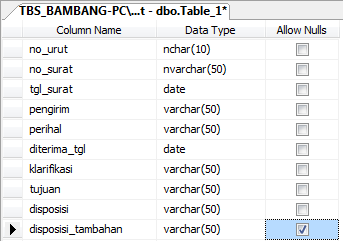 TBS_BAMBANG-PC\...t - dbo.Table_1*
Column Name Data Type Allow Nulls
no_urut nchar(10)
no_surat nvarchar(50)
tgl_surat date
pengirim varchar(50)
perihal varchar(50)
diterima_tgl date
klarifikasi varchar(50)
tujuan varchar(50)
disposisi varchar(50)
disposisi_tambahan varchar(50)